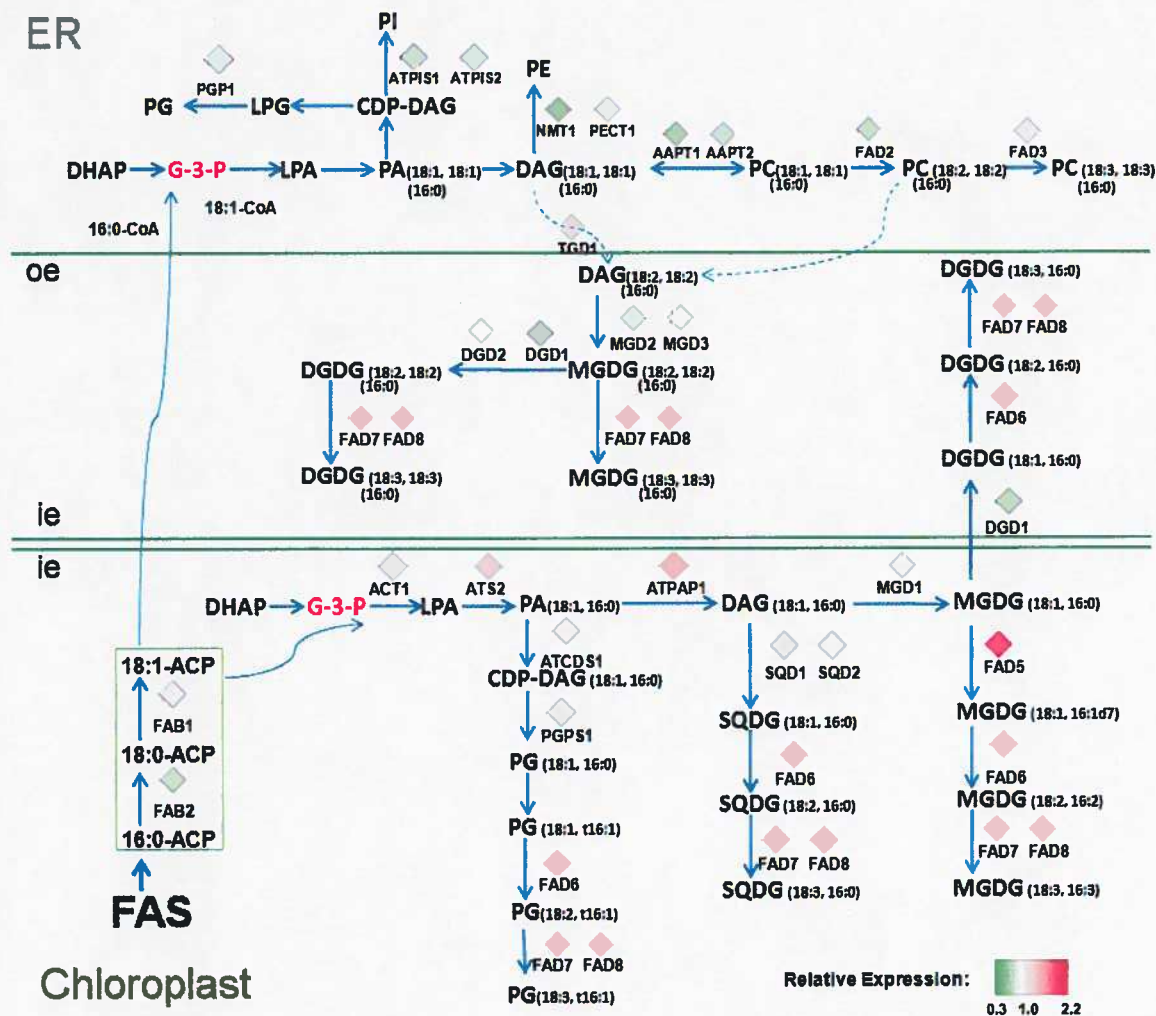 ER
PI
PGP1
ATPIS1 ATPIS2
PE
PG LPG CDP-DAG
NMT1 PECT1
AAPT1 AAPT2 FAD2 FAD3
DHAP G-3-P LPA PA(18:1, 18:1) DAG(18:1, 18:1) PC(18:1, 18:1) PC(18:2, 18:2) PC(18:3, 18:3)
(16:0) (16:0) (16:0) (16:0) (16:0)
18:1-CoA
16:0-CoA
TGD1
oe
DAG(18:2, 18:2)
(16:0)
DGDG (18:3, 16:0)
FAD7 FAD8
DGD2 DGD1 MGD2 MGD3
DGDG (18:2, 18:2) MGDG (18:2, 18:2) DGDG (18:2, 16:0)
(16:0) (16:0)
FAD6
FAD7 FAD8 FAD7 FAD8
DGDG (18:1, 16:0)
DGDG (18:3, 18:3) MGDG (18:3, 18:3)
(16:0) (16:0)
ie
DGD1
ie
ACT1 ATS2 ATPAP1 MGD1
DHAP G-3-P LPA PA(18:1, 16:0) DAG (18:1, 16:0) MGDG (18:1, 16:0)
18:1-ACP
ATCDS1 SQD1 SQD2 FAD5
CDP-DAG (18:1, 16:0)
FAB1
SQDG (18:1, 16:0) MGDG (18:1, 16:1d7)
PGPS1
18:0-ACP
PG (18:1, 16:0)
FAD6 FAD6
FAB2
SQDG (18:2, 16:0) MGDG (18:2, 16:2)
16:0-ACP
PG (18:1, t16:1)
FAD7 FAD8 FAD7 FAD8
FAD6
SQDG (18:3, 16:0) MGDG (18:3, 16:3)
FAS
PG(18:2, t16:1)
FAD7 FAD8
Chloroplast
PG(18:3, t16:1)
Relative Expression:
0.3 1.0 2.2